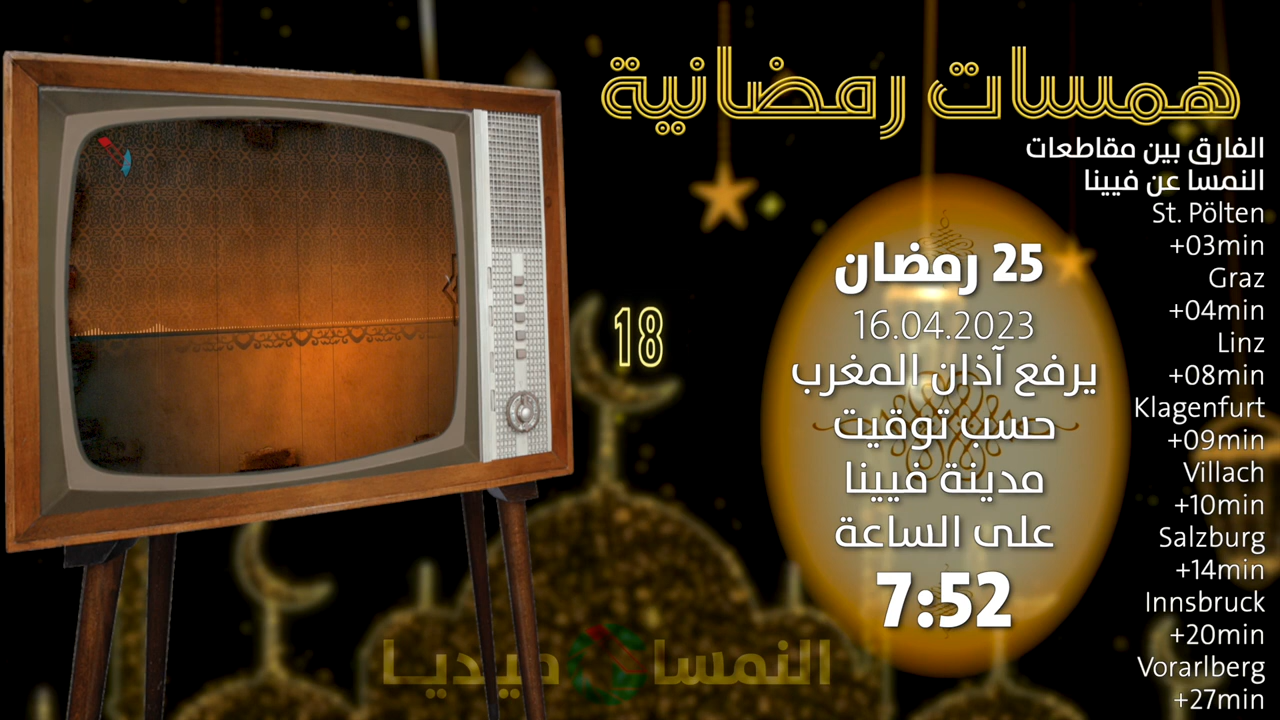 همسات رمضانية
الفارق بين مقاطعات
النمسا عن فيينا
St. Pölten
+03min
Graz
+04min
Linz
+08min
Klagenfurt
+09min
Villach
+10min
Salzburg
+14min
Innsbruck
+20min
Vorarlberg
+27min
25 رمضان
16.04.2023
يرفع آذان المغرب
حسب توقيت
مدينة فيينا
على الساعة
7:52
18
النمسا ميديا